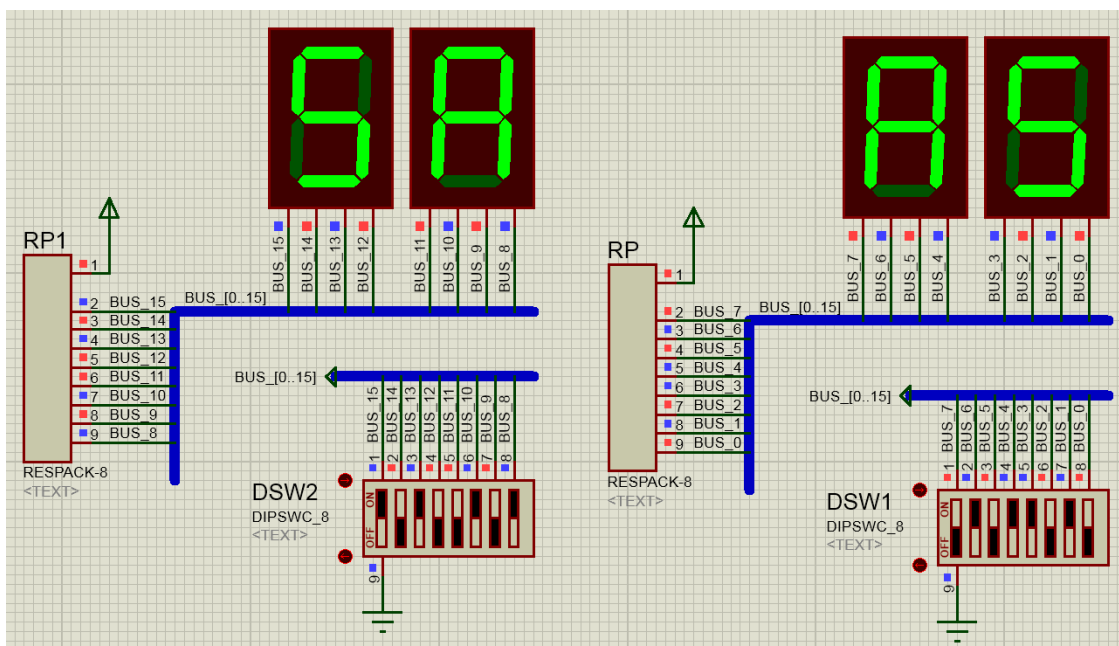 5A
A5
BUS_15
BUS_14
BUS_13
BUS_12
BUS_11
BUS_10
BUS_9
BUS_8
BUS_7
BUS_6
BUS_5
BUS_4
BUS_3
BUS_2
BUS_1
BUS_0
RP1
1
2 BUS_15
3 BUS_14
4 BUS_13
5 BUS_12
6 BUS_11
7 BUS_10
8 BUS_9
9 BUS_8
RESPACK-8
<TEXT>
BUS_[0..15]
RP
1
2 BUS_7
3 BUS_6
4 BUS_5
5 BUS_4
6 BUS_3
7 BUS_2
8 BUS_1
9 BUS_0
RESPACK-8
<TEXT>
BUS_[0..15]
BUS_[0..15]
BUS_15
BUS_14
BUS_13
BUS_12
BUS_11
BUS_10
BUS_9
BUS_8
1 2 3 4 5 6 7 8
DSW2
DIPSWC_8
<TEXT>
ON
OFF
9
BUS_[0..15]
BUS_7
BUS_6
BUS_5
BUS_4
BUS_3
BUS_2
BUS_1
BUS_0
1 2 3 4 5 6 7 8
DSW1
DIPSWC_8
<TEXT>
ON
OFF
9